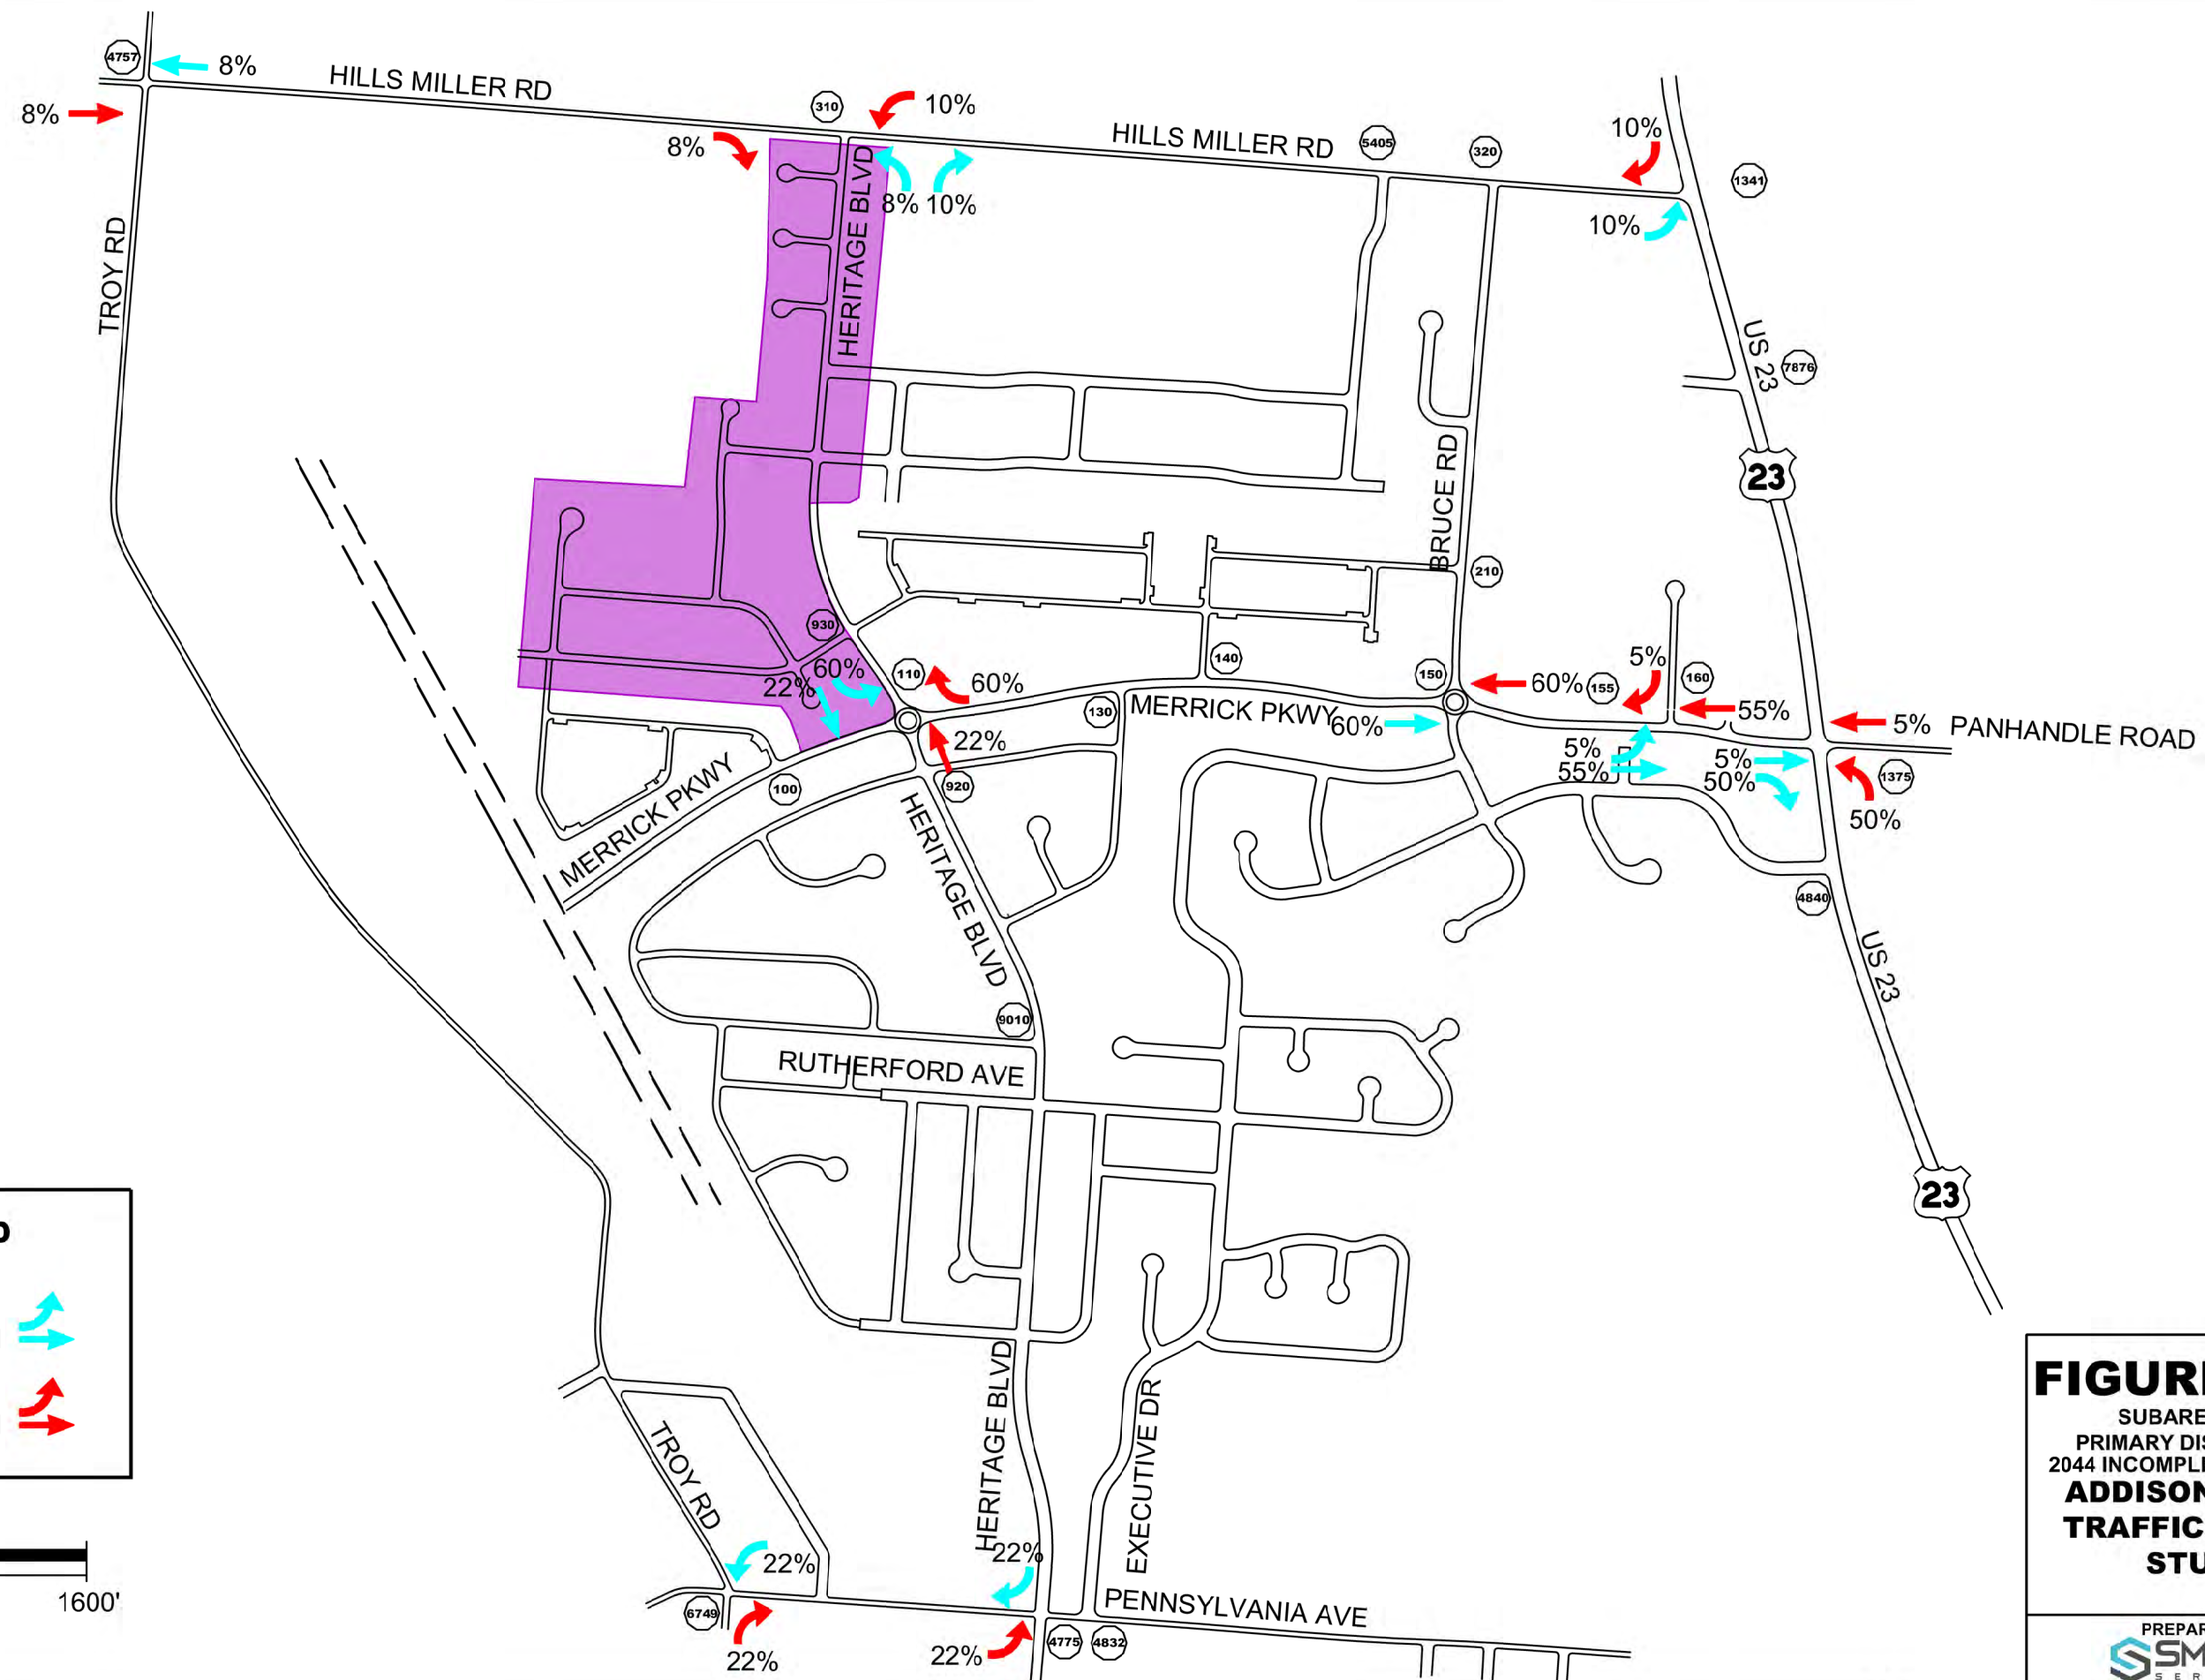 4757
8%
8%
HILLS MILLER RD
310
10%
8%
8% 10%
HERITAGE BLVD
HILLS MILLER RD
5405
320
10%
10%
1341
TROY RD
US 23
7876
23
BRUCE RD
210
930
60%
22%
110
60%
22%
920
100
MERRICK PKWY
130
140
MERRICK PKWY
150
60%
60%
155
5%
160
55%
5%
55%
5%
50%
5%
PANHANDLE ROAD
1375
50%
4840
US 23
23
HERITAGE BLVD
9010
RUTHERFORD AVE
HERITAGE BLVD
EXECUTIVE DR
TROY RD
22%
22%
6749
22%
22%
4775
4832
PENNSYLVANIA AVE
1600'
FIGUR
SUBARE
PRIMARY DIS
2044 INCOMPL
ADDISON
TRAFFIC
STU
PREPAR
SM
SER